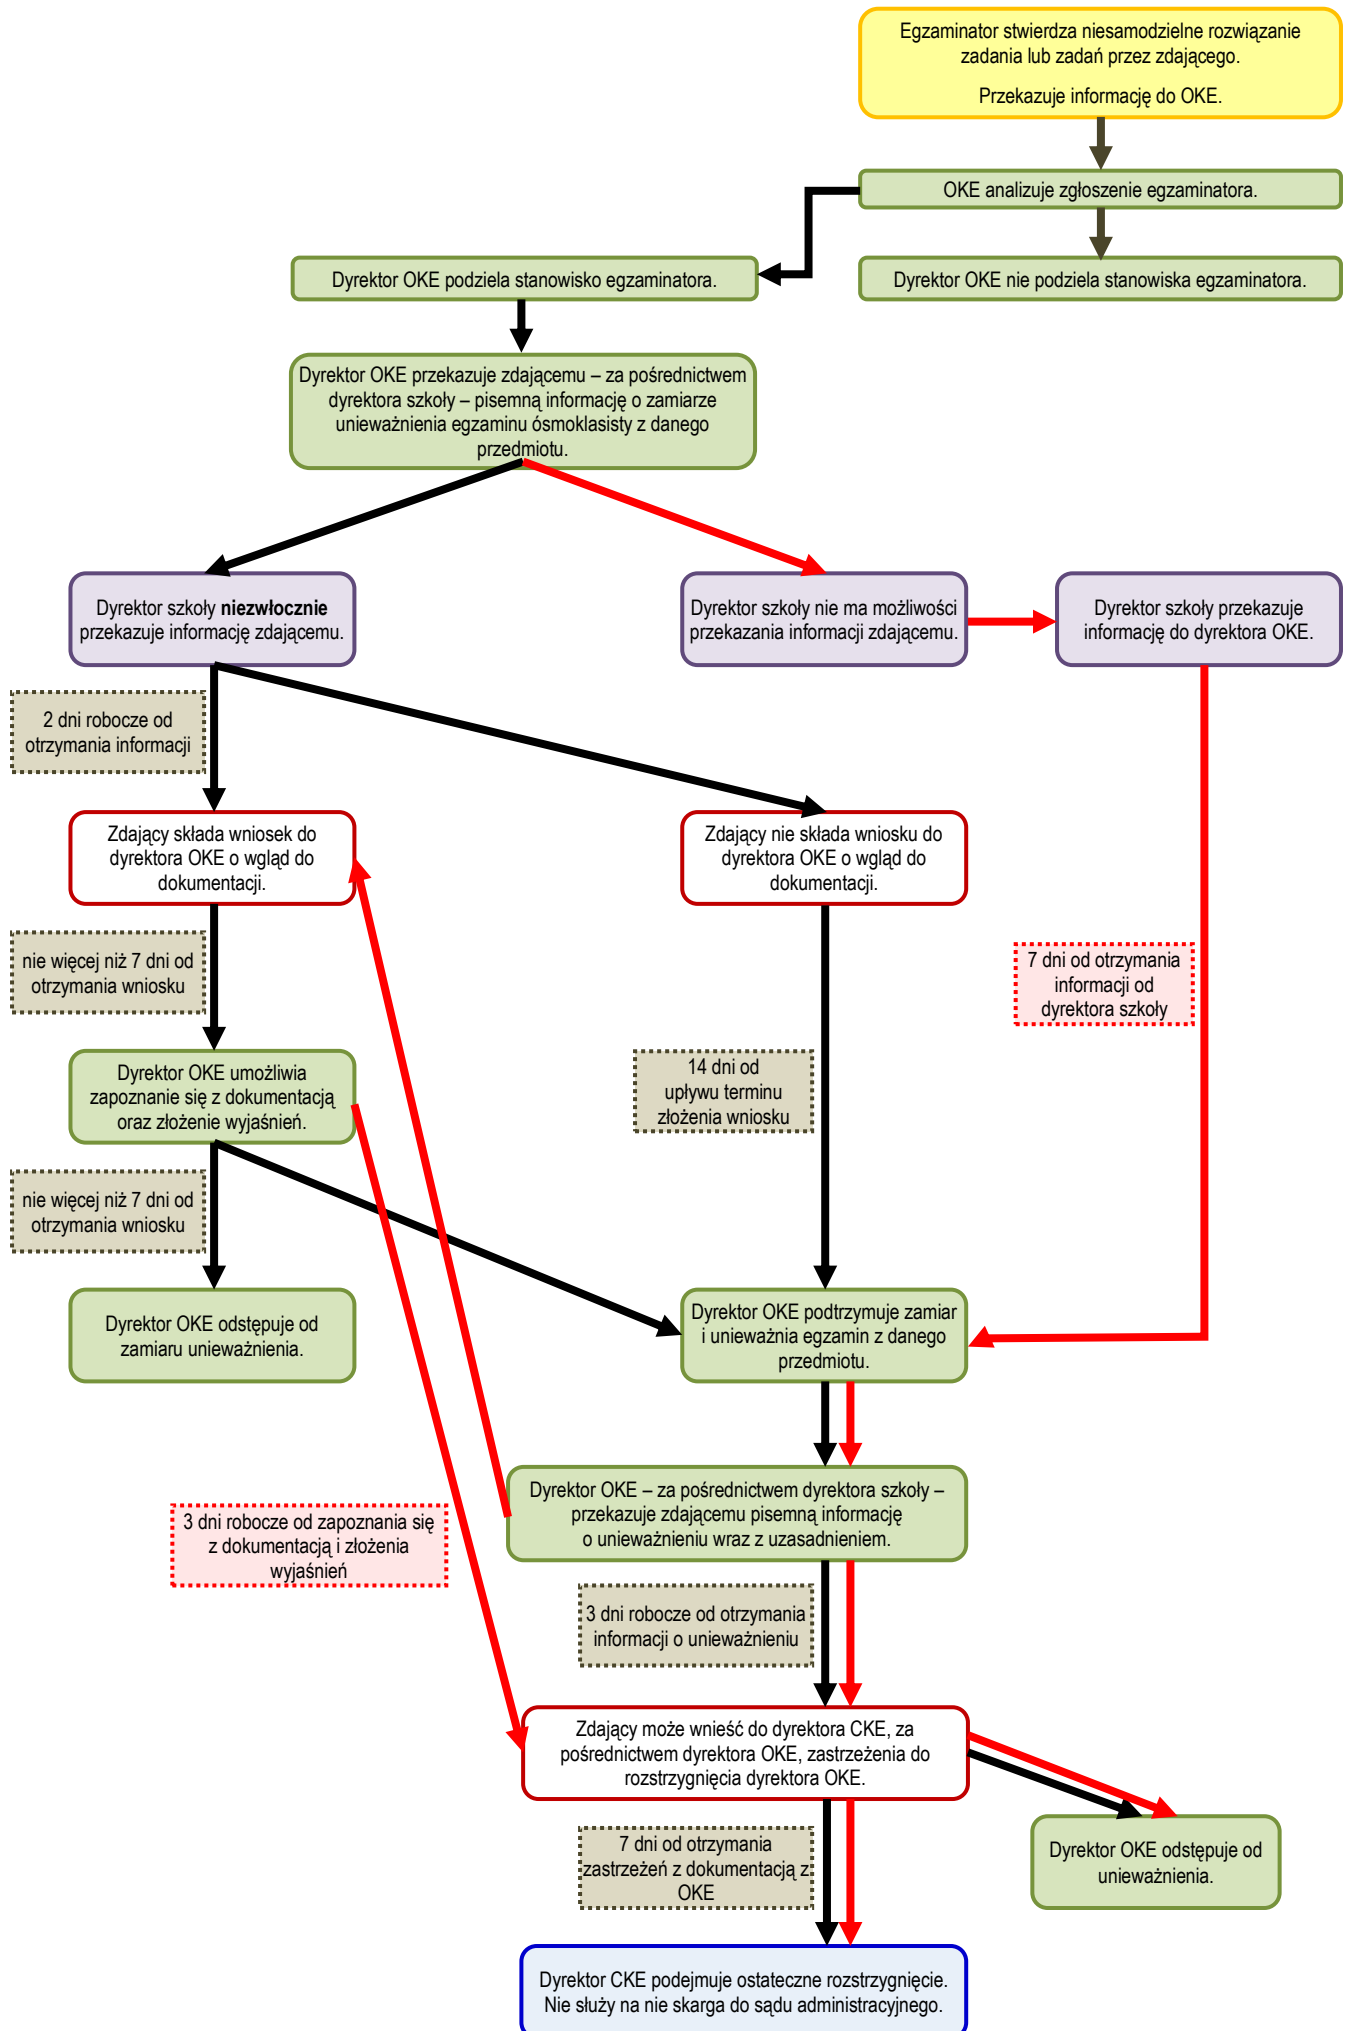 Egzaminator stwierdza niesamodzielne rozwiązanie
zadania lub zadań przez zdającego.
Przekazuje informację do OKE.
OKE analizuje zgłoszenie egzaminatora.
Dyrektor OKE podziela stanowisko egzaminatora.
Dyrektor OKE nie podziela stanowiska egzaminatora.
Dyrektor OKE przekazuje zdającemu – za pośrednictwem
dyrektora szkoły – pisemną informację o zamiarze
unieważnienia egzaminu ósmoklasisty z danego
przedmiotu.
Dyrektor szkoły niezwłocznie
przekazuje informację zdającemu.
Dyrektor szkoły nie ma możliwości
przekazania informacji zdającemu.
Dyrektor szkoły przekazuje
informację do dyrektora OKE.
2 dni robocze od
otrzymania informacji
Zdający składa wniosek do
dyrektora OKE o wgląd do
dokumentacji.
Zdający nie składa wniosku do
dyrektora OKE o wgląd do
dokumentacji.
nie więcej niż 7 dni od
otrzymania wniosku
7 dni od otrzymania
informacji od
dyrektora szkoły
Dyrektor OKE umożliwia
zapoznanie się z dokumentacją
oraz złożenie wyjaśnień.
14 dni od
upływu terminu
złożenia wniosku
nie więcej niż 7 dni od
otrzymania wniosku
Dyrektor OKE odstępuje od
zamiaru unieważnienia.
Dyrektor OKE podtrzymuje zamiar
i unieważnia egzamin z danego
przedmiotu.
Dyrektor OKE – za pośrednictwem dyrektora szkoły –
przekazuje zdającemu pisemną informację
o unieważnieniu wraz z uzasadnieniem.
3 dni robocze od zapoznania się
z dokumentacją i złożenia
wyjaśnień
3 dni robocze od otrzymania
informacji o unieważnieniu
Zdający może wnieść do dyrektora CKE, za
pośrednictwem dyrektora OKE, zastrzeżenia do
rozstrzygnięcia dyrektora OKE.
7 dni od otrzymania
zastrzeżeń z dokumentacją z
OKE
Dyrektor OKE odstępuje od
unieważnienia.
Dyrektor CKE podejmuje ostateczne rozstrzygnięcie.
Nie służy na nie skarga do sądu administracyjnego.